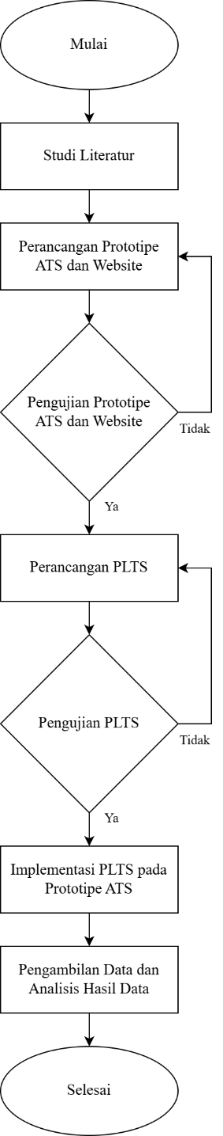 Mulai
Studi Literatur
Perancangan Prototipe
ATS dan Website
Pengujian Prototipe
ATS dan Website
Tidak
Ya
Perancangan PLTS
Pengujian PLTS
Tidak
Ya
Implementasi PLTS pada
Prototipe ATS
Pengambilan Data dan
Analisis Hasil Data
Selesai